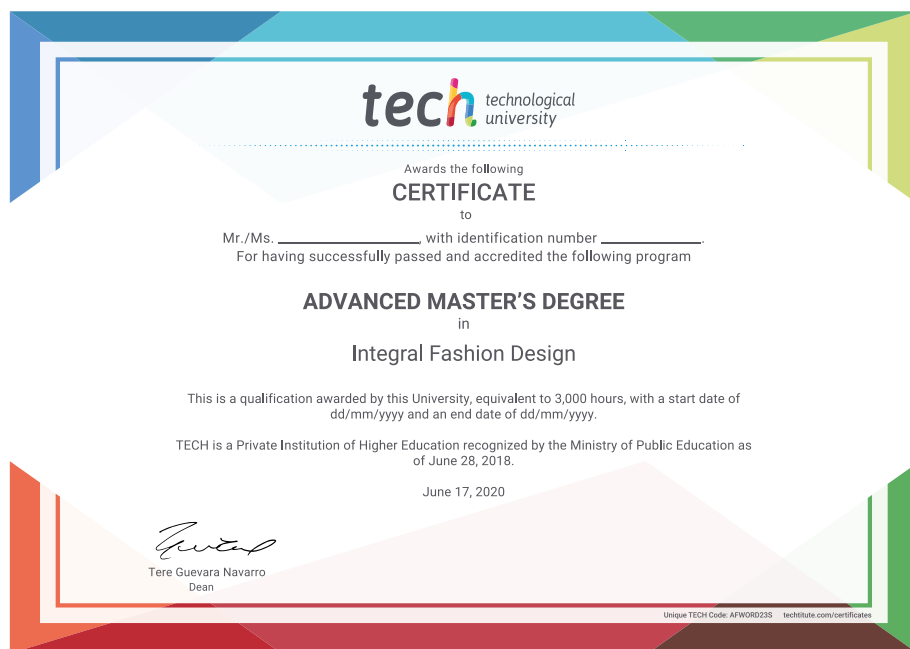 tech technological
university
Awards the following
CERTIFICATE
to
Mr./Ms. ____________________, with identification number ______________.
For having successfully passed and accredited the following program
ADVANCED MASTER’S DEGREE
in
Integral Fashion Design
This is a qualification awarded by this University, equivalent to 3,000 hours, with a start date of
dd/mm/yyyy and an end date of dd/mm/yyyy.
TECH is a Private Institution of Higher Education recognized by the Ministry of Public Education as
of June 28, 2018.
June 17, 2020
Tere Guevara Navarro
Dean
Unique TECH Code: AFWORD23S techtitute.com/certificates